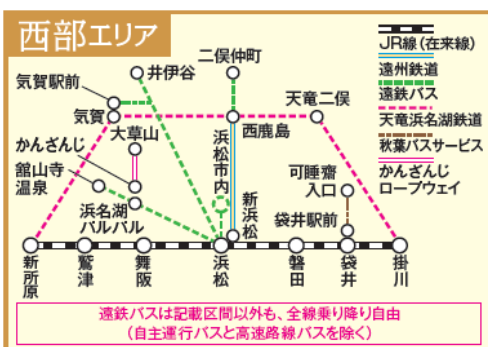 西部エリア
JR線(在来線)
遠州鉄道
遠鉄バス
天竜浜名湖鉄道
秋葉バスサービス
かんざんじ
ロープウェイ
二俣仲町
井伊谷
気賀駅前
気賀
天竜二俣
大草山
西鹿島
かんざんじ
舘山寺
温泉
浜松市内
可睡齋
入口
新浜松
浜名湖
パルパル
袋井駅前
新所原
鷲津
舞阪
浜松
磐田
袋井
掛川
遠鉄バスは記載区間以外も、全線乗り降り自由
(自主運行バスと高速路線バスを除く)